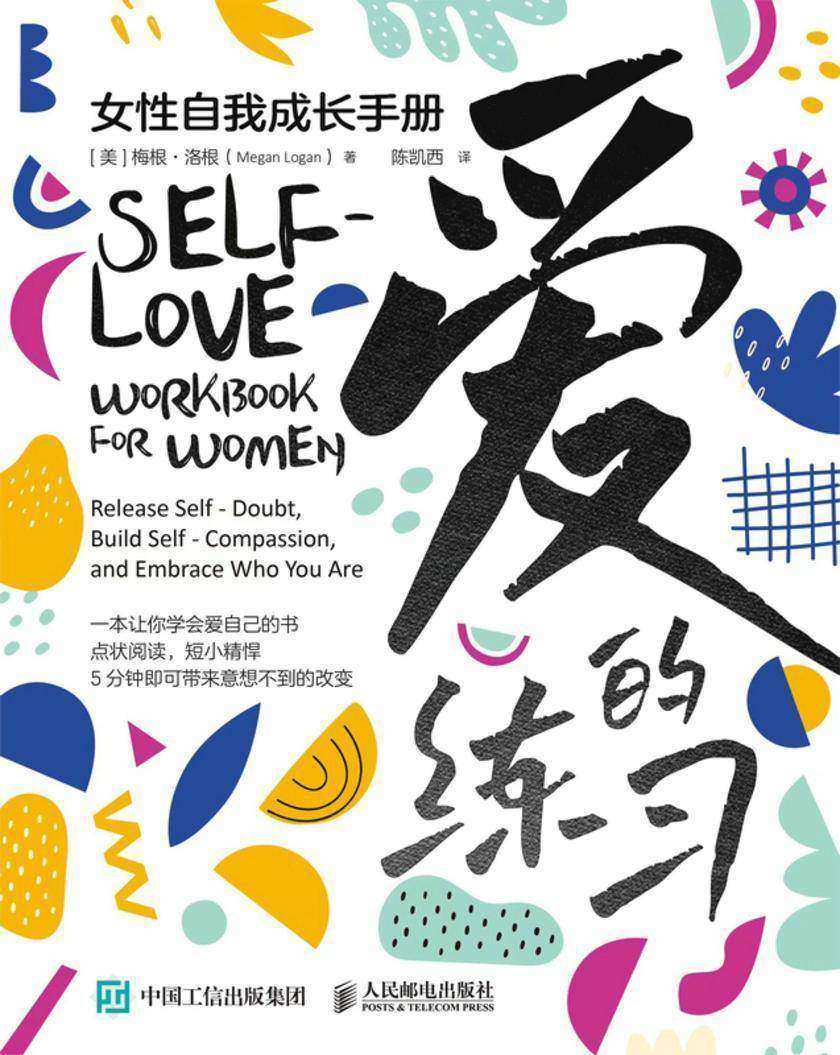 女性自我成长手册
[ 美 ] 梅根·洛根（ Megan Logan ） 著 陈凯西 译
SELF-
LOVE
WORKBOOK
FOR WOMEN
爱
的
练习
Release Self - Doubt,
Build Self - Compassion,
and Embrace Who You Are
一本让你学会爱自己的书
点状阅读，短小精悍
5 分钟即可带来意想不到的改变
中国工信出版集团 人民邮电出版社
POSTS & TELECOM PRESS